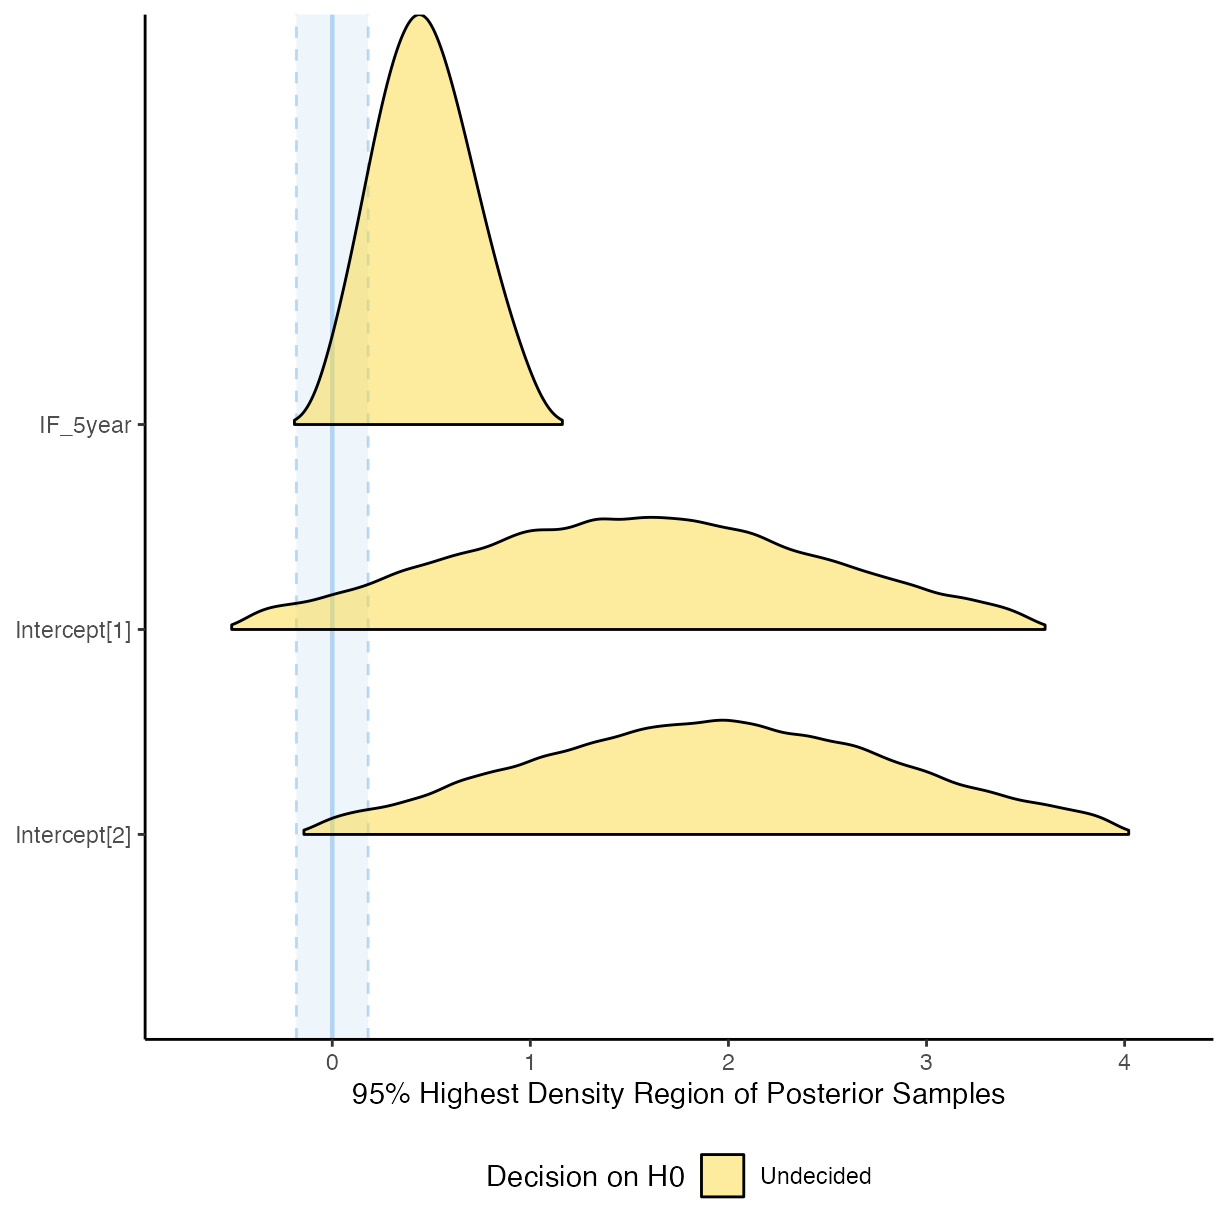 IF_5year
Intercept[1]
Intercept[2]
0 1 2 3 4
95% Highest Density Region of Posterior Samples
Decision on H0 Undecided